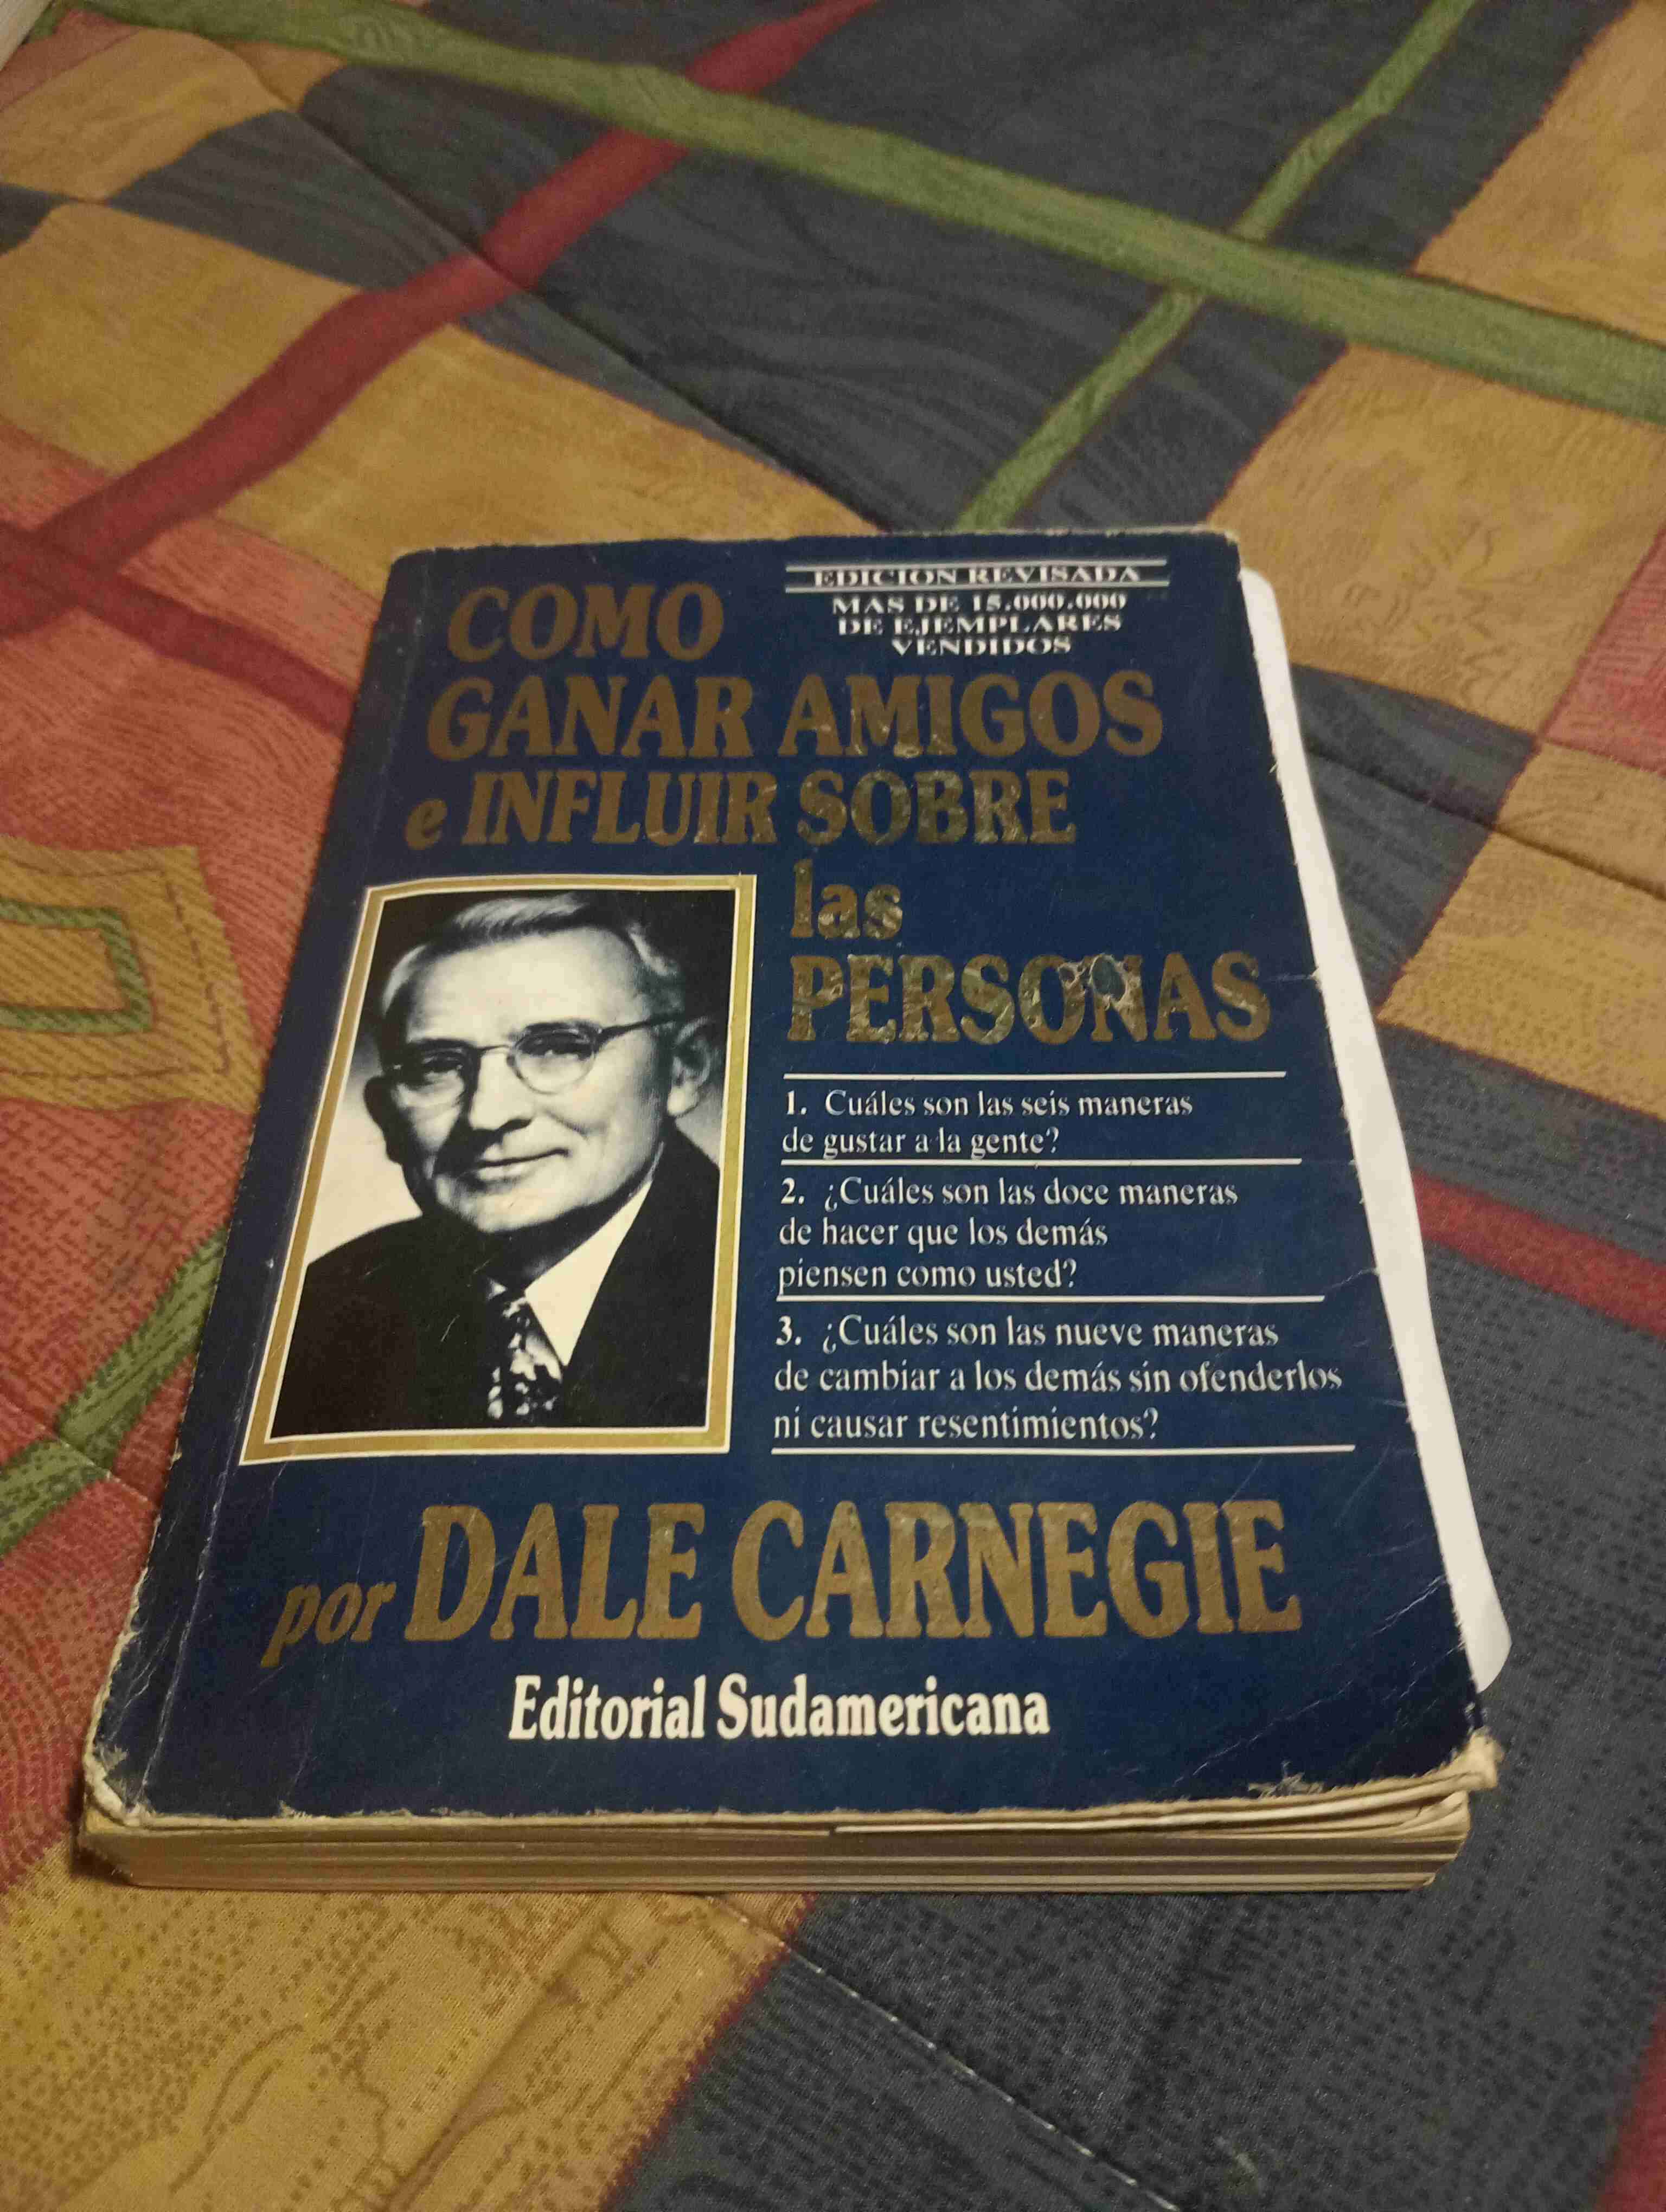 EDICION REVISADA
MAS DE 15.000.000
DE EJEMPLARES
VENDIDOS
COMO
GANAR AMIGOS
e INFLUIR SOBRE
las
PERSONAS
1. Cuáles son las seis maneras
de gustar a la gente?
2. ¿Cuáles son las doce maneras
de hacer que los demás
piensen como usted?
3. ¿Cuáles son las nueve maneras
de cambiar a los demás sin ofenderlos
ni causar resentimientos?
por DALE CARNEGIE
Editorial Sudamericana